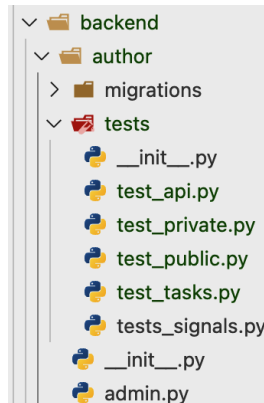 backend
author
migrations
tests
__init__.py
test_api.py
test_private.py
test_public.py
test_tasks.py
tests_signals.py
__init__.py
admin.py